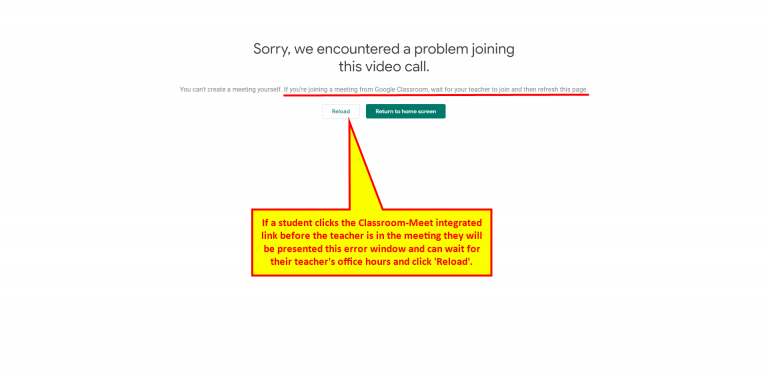 Sorry, we encountered a problem joining
this video call.
You can't create a meeting yourself. If you're joining a meeting from Google Classroom, wait for your teacher to join and then refresh this page.
Reload Return to home screen
If a student clicks the Classroom-Meet integrated
link before the teacher is in the meeting they will
be presented this error window and can wait for
their teacher's office hours and click 'Reload'.